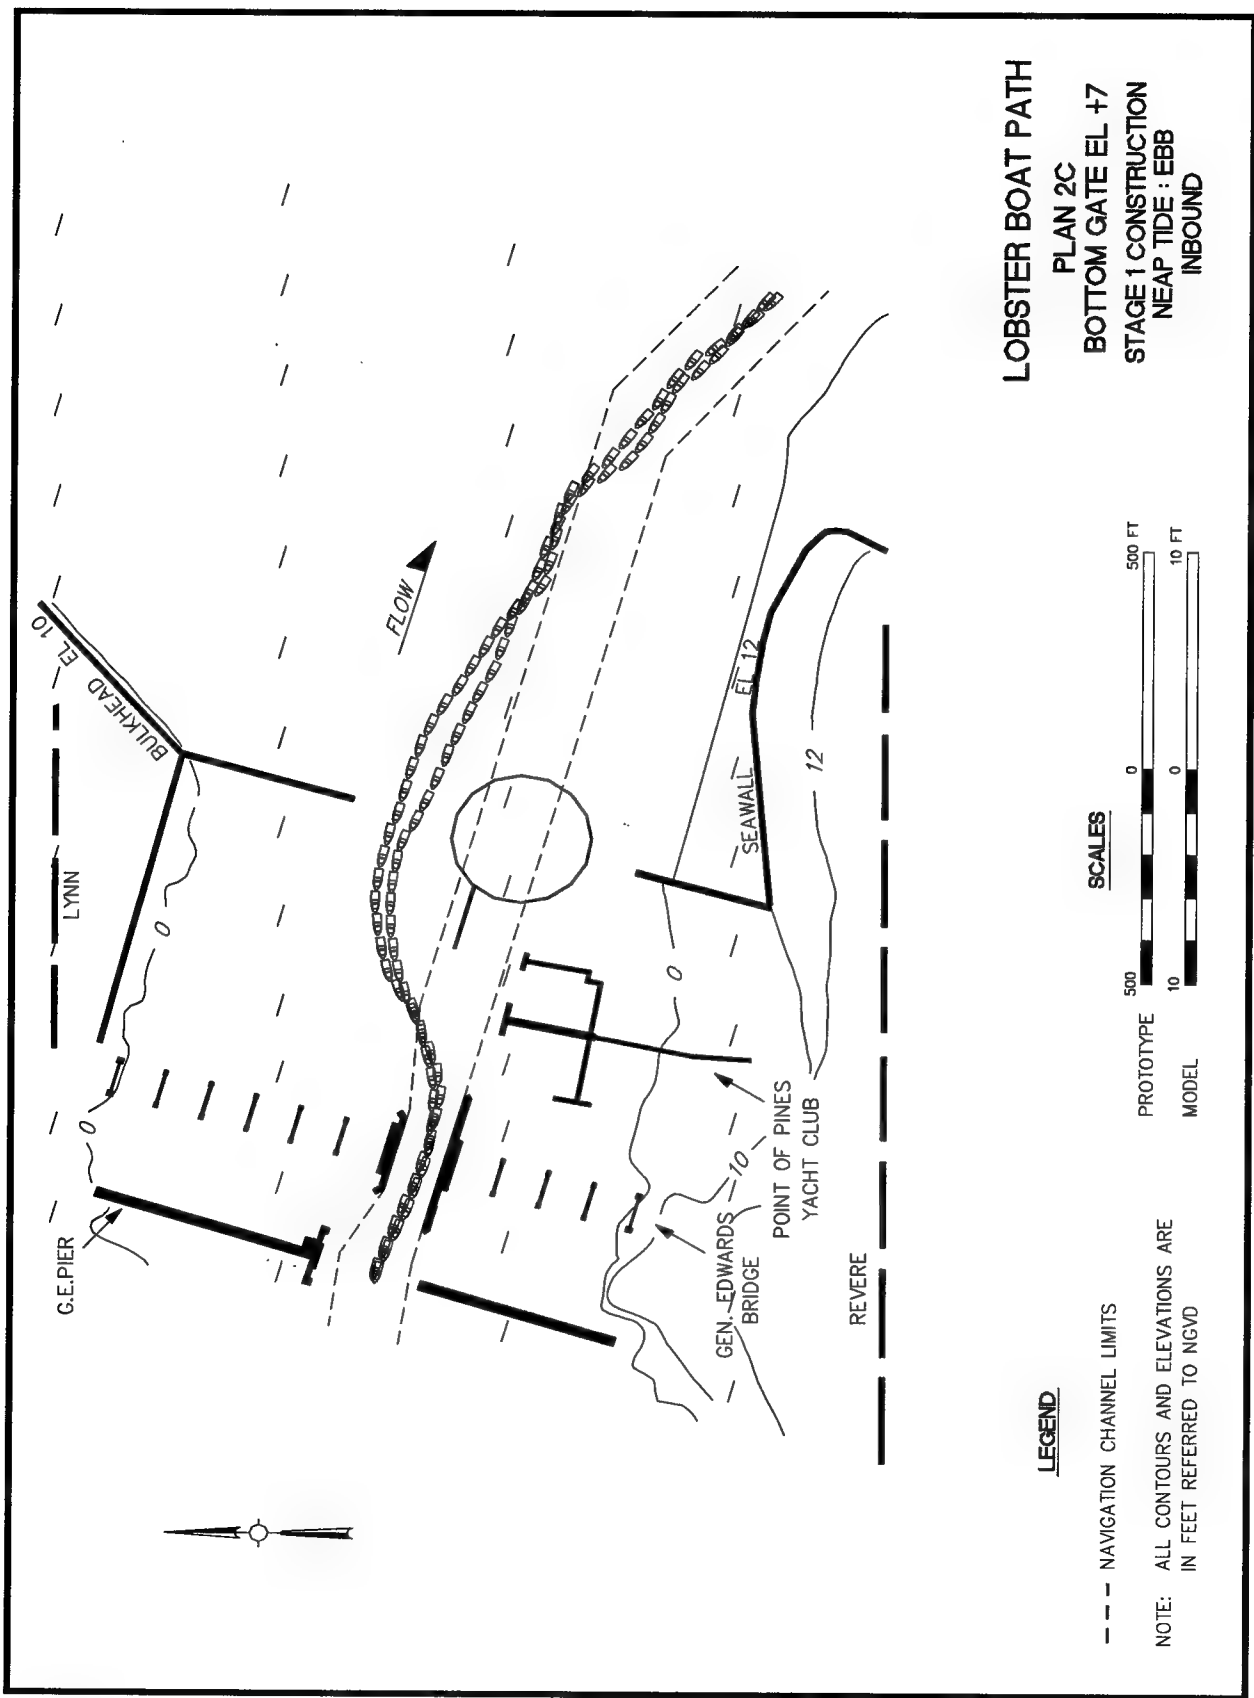 LYNN
BULKHEAD EL 10
0
0
G.E.PIER
FLOW
SEAWALL EL 12
12
0
10
POINT OF PINES
YACHT CLUB
GEN. EDWARDS
BRIDGE
REVERE
LOBSTER BOAT PATH
PLAN 2C
BOTTOM GATE EL +7
STAGE 1 CONSTRUCTION
NEAP TIDE : EBB
INBOUND
SCALES
PROTOTYPE 500 0 500 FT
MODEL 10 0 10 FT
LEGEND
--- NAVIGATION CHANNEL LIMITS
NOTE: ALL CONTOURS AND ELEVATIONS ARE
IN FEET REFERRED TO NGVD